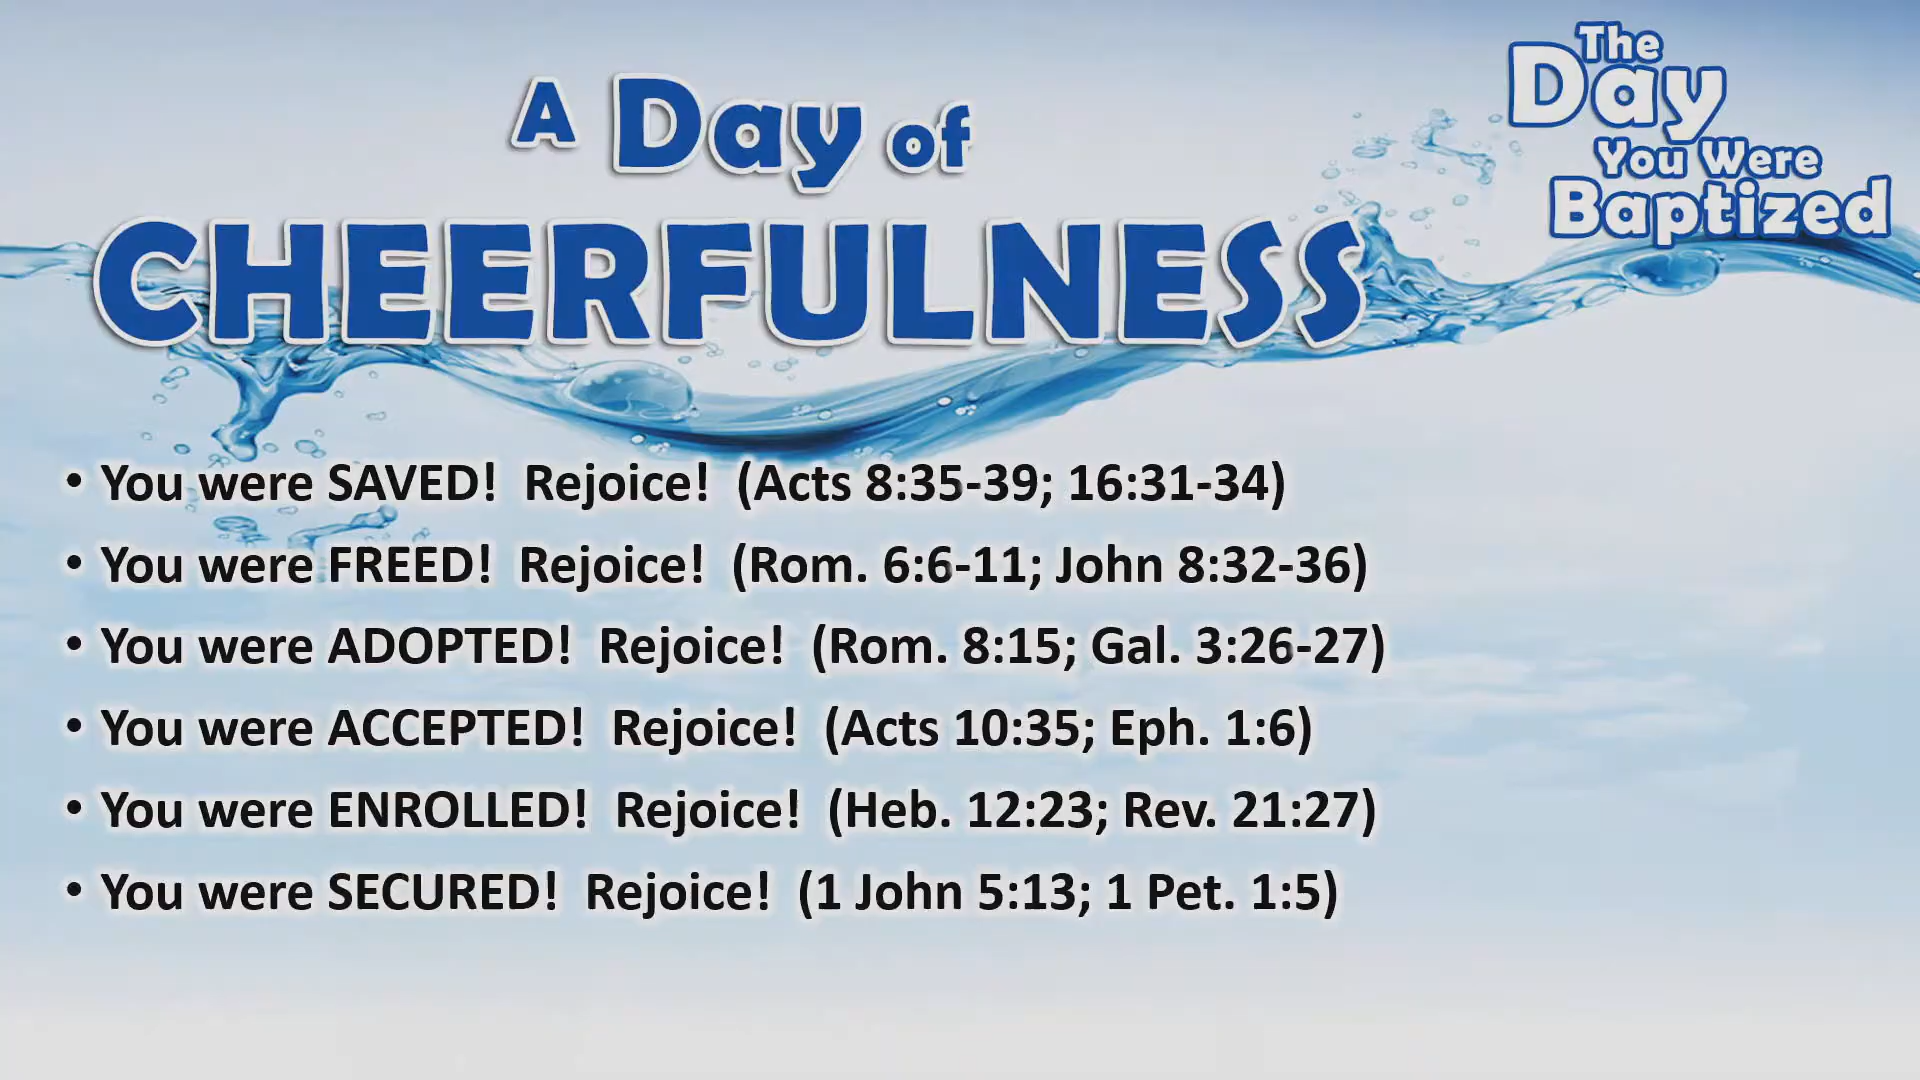 The
Day
You Were
Baptized
A Day of
CHEERFULNESS
• You were SAVED!  Rejoice!  (Acts 8:35-39; 16:31-34)
• You were FREED!  Rejoice!  (Rom. 6:6-11; John 8:32-36)
• You were ADOPTED!  Rejoice!  (Rom. 8:15; Gal. 3:26-27)
• You were ACCEPTED!  Rejoice!  (Acts 10:35; Eph. 1:6)
• You were ENROLLED!  Rejoice!  (Heb. 12:23; Rev. 21:27)
• You were SECURED!  Rejoice!  (1 John 5:13; 1 Pet. 1:5)